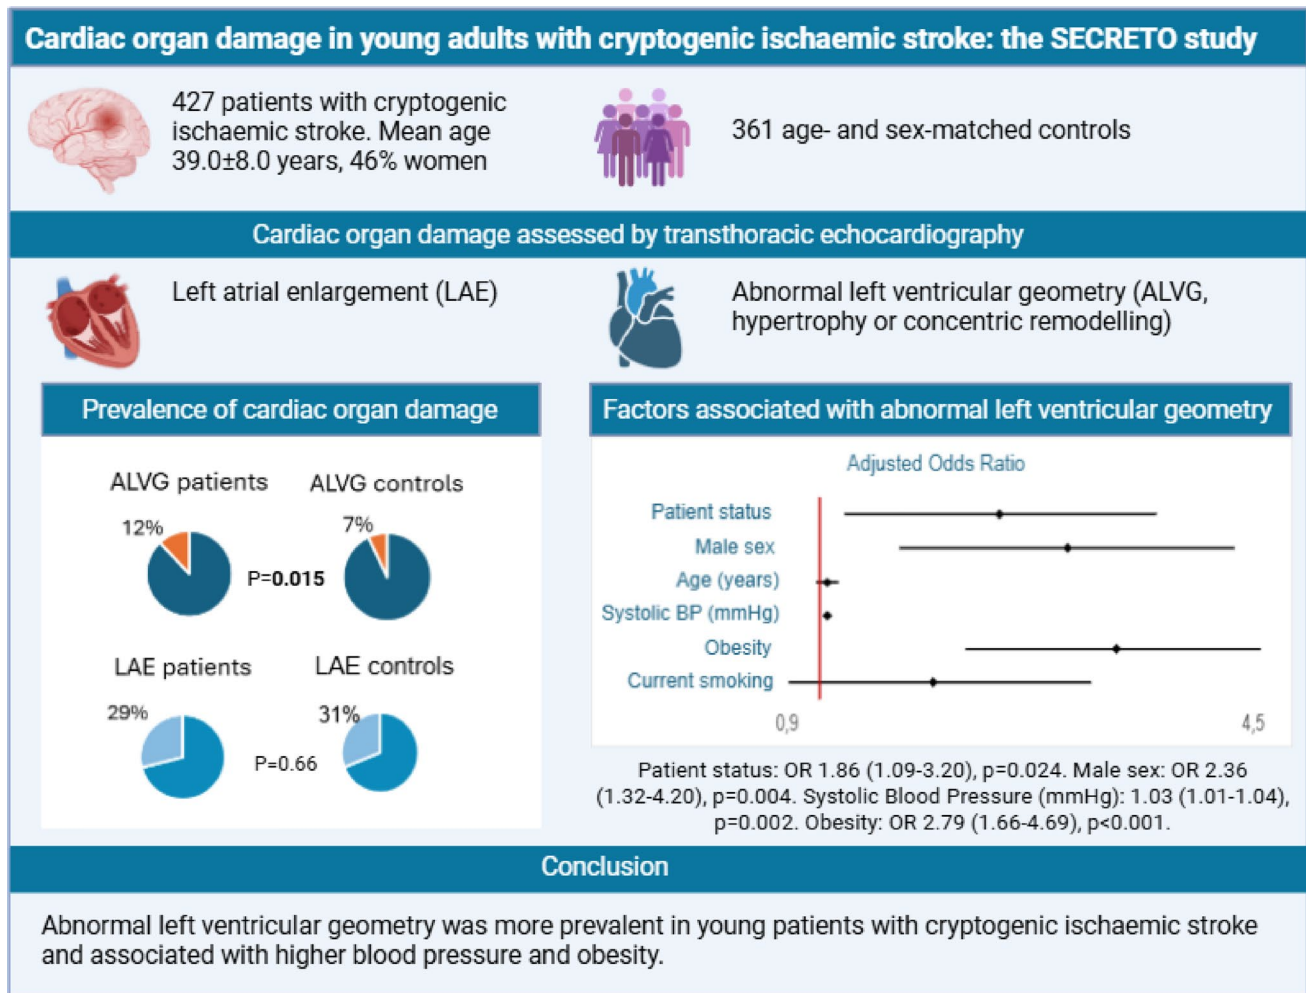 Cardiac organ damage in young adults with cryptogenic ischaemic stroke: the SECRETO study
427 patients with cryptogenic
ischaemic stroke. Mean age
39.0±8.0 years, 46% women
361 age- and sex-matched controls
Cardiac organ damage assessed by transthoracic echocardiography
Left atrial enlargement (LAE)
Abnormal left ventricular geometry (ALVG,
hypertrophy or concentric remodelling)
Prevalence of cardiac organ damage
ALVG patients
ALVG controls
12%
7%
P=0.015
LAE patients
LAE controls
29%
31%
P=0.66
Factors associated with abnormal left ventricular geometry
Adjusted Odds Ratio
Patient status
Male sex
Age (years)
Systolic BP (mmHg)
Obesity
Current smoking
0,9
4,5
Patient status: OR 1.86 (1.09-3.20), p=0.024. Male sex: OR 2.36
(1.32-4.20), p=0.004. Systolic Blood Pressure (mmHg): 1.03 (1.01-1.04),
p=0.002. Obesity: OR 2.79 (1.66-4.69), p<0.001.
Conclusion
Abnormal left ventricular geometry was more prevalent in young patients with cryptogenic ischaemic stroke
and associated with higher blood pressure and obesity.